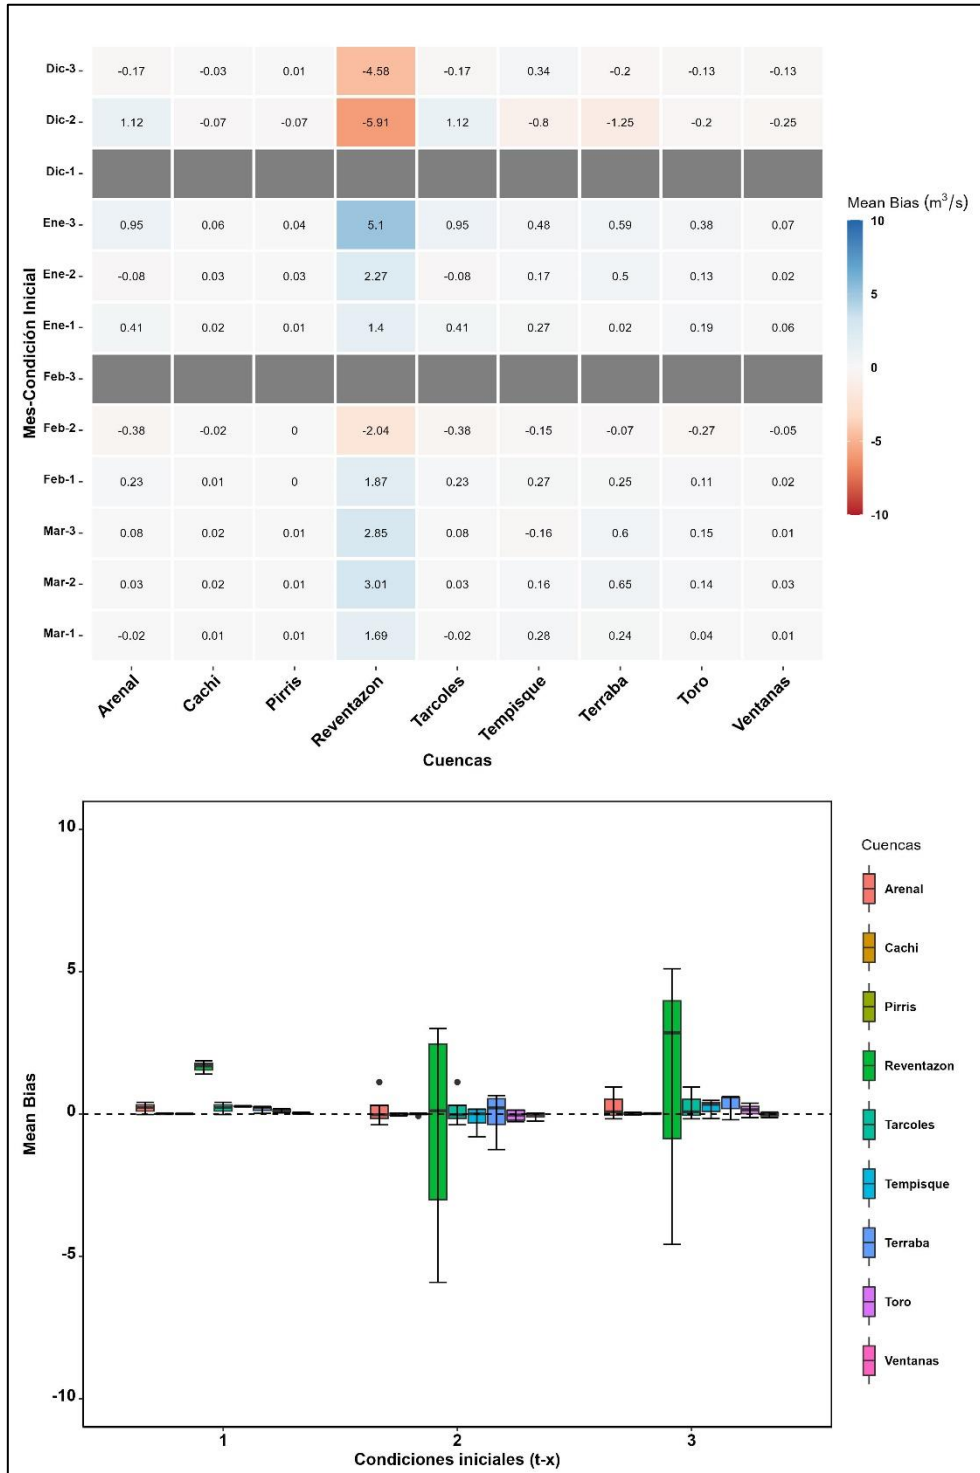 Dic-3 -0.17 -0.03 0.01 -4.58 -0.17 0.34 -0.2 -0.13 -0.13
Dic-2 1.12 -0.07 -0.07 -5.91 1.12 -0.8 -1.25 -0.2 -0.25
Dic-1
Ene-3 0.95 0.06 0.04 5.1 0.95 0.48 0.59 0.38 0.07
Ene-2 -0.08 0.03 0.03 2.27 -0.08 0.17 0.5 0.13 0.02
Ene-1 0.41 0.02 0.01 1.4 0.41 0.27 0.02 0.19 0.06
Feb-3
Feb-2 -0.38 -0.02 0 -2.04 -0.38 -0.15 -0.07 -0.27 -0.05
Feb-1 0.23 0.01 0 1.87 0.23 0.27 0.25 0.11 0.02
Mar-3 0.08 0.02 0.01 2.85 0.08 -0.16 0.6 0.15 0.01
Mar-2 0.03 0.02 0.01 3.01 0.03 0.16 0.65 0.14 0.03
Mar-1 -0.02 0.01 0.01 1.69 -0.02 0.28 0.24 0.04 0.01
Mes-Condición Inicial
Arenal Cachi Pirris Reventazon Tarcoles Tempisque Terraba Toro Ventanas
Cuencas
Mean Bias (m³/s)
10
5
0
-5
-10
10
5
0
-5
-10
Mean Bias
1 2 3
Condiciones iniciales (t-x)
Cuencas
Arenal
Cachi
Pirris
Reventazon
Tarcoles
Tempisque
Terraba
Toro
Ventanas